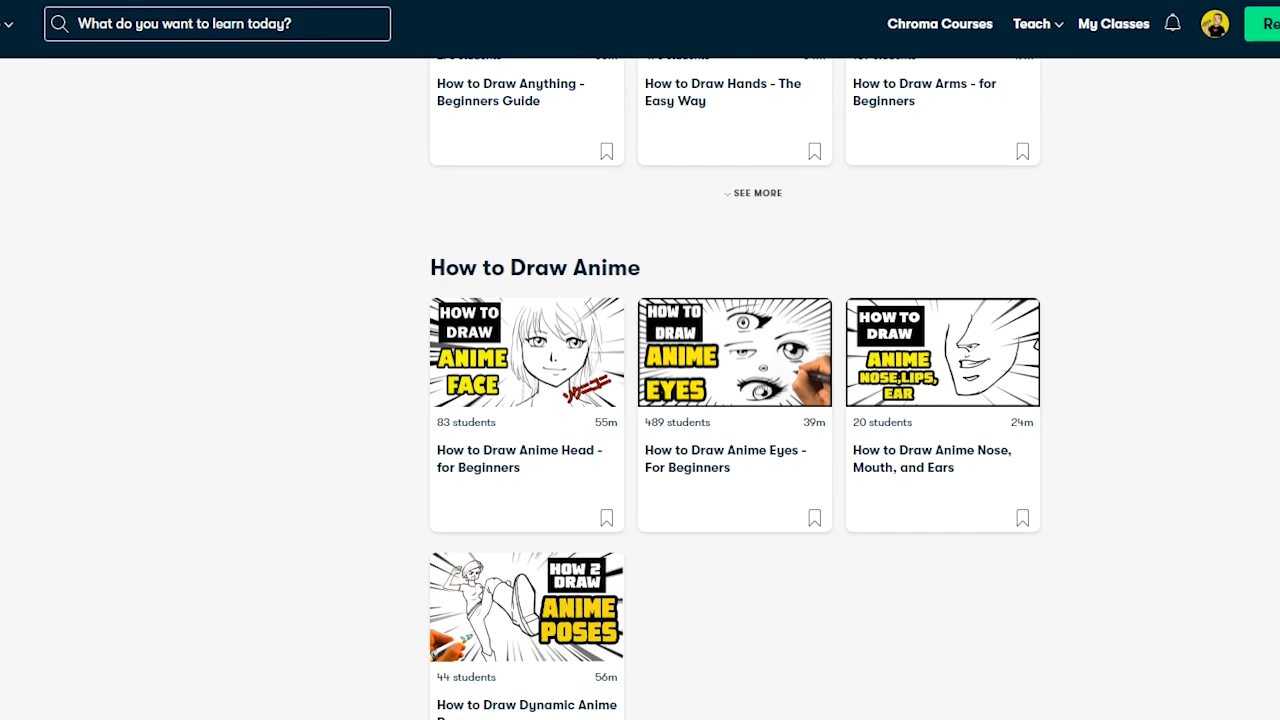 What do you want to learn today?
Chroma Courses
Teach
My Classes
Re
How to Draw Anything -
Beginners Guide
How to Draw Hands - The
Easy Way
How to Draw Arms - for
Beginners
SEE MORE
How to Draw Anime
HOW TO
DRAW
ANIME
FACE
HOW TO
DRAW
ANIME
EYES
HOW TO
DRAW
ANIME
NOSE,LIPS,
EAR
83 students
55m
489 students
39m
20 students
24m
How to Draw Anime Head -
for Beginners
How to Draw Anime Eyes -
For Beginners
How to Draw Anime Nose,
Mouth, and Ears
HOW 2
DRAW
ANIME
POSES
44 students
56m
How to Draw Dynamic Anime